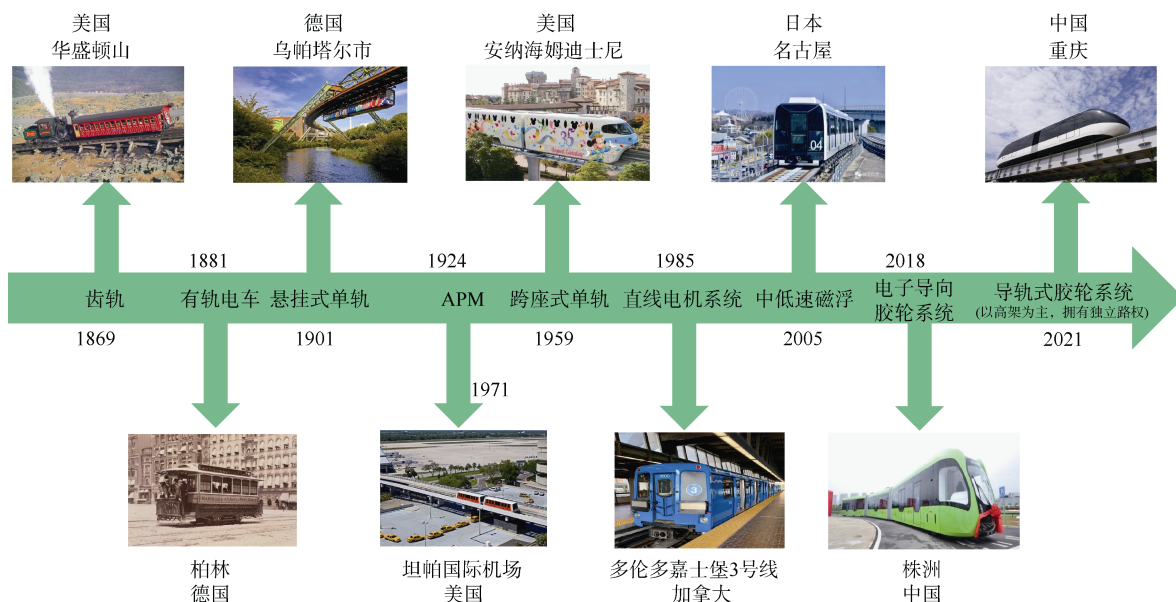 美国
华盛顿山
德国
乌帕塔尔市
美国
安纳海姆迪士尼
日本
名古屋
中国
重庆
35
04
1881
1924
1985
2018
齿轨
有轨电车
悬挂式单轨
APM
跨座式单轨
直线电机系统
中低速磁浮
电子导向
胶轮系统
导轨式胶轮系统
(以高架为主，拥有独立路权)
1869
1901
1959
2005
2021
1971
3
柏林
德国
坦帕国际机场
美国
多伦多嘉士堡3号线
加拿大
株洲
中国